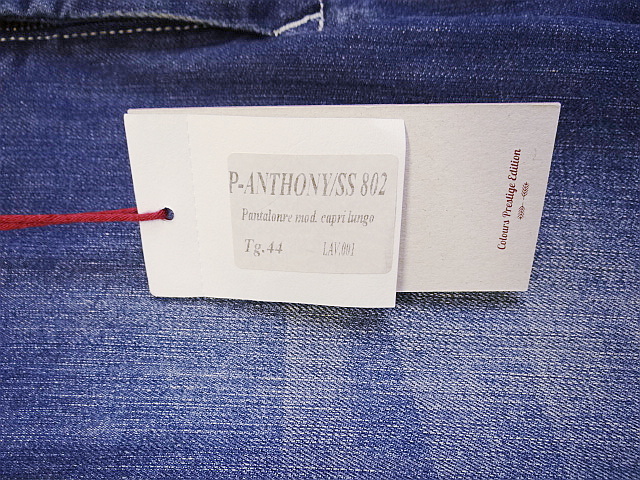 P-ANTHONY/SS 802
Pantalonre mod. capri lungo
Tg.44 LAV.001
Colours Prestige Edition